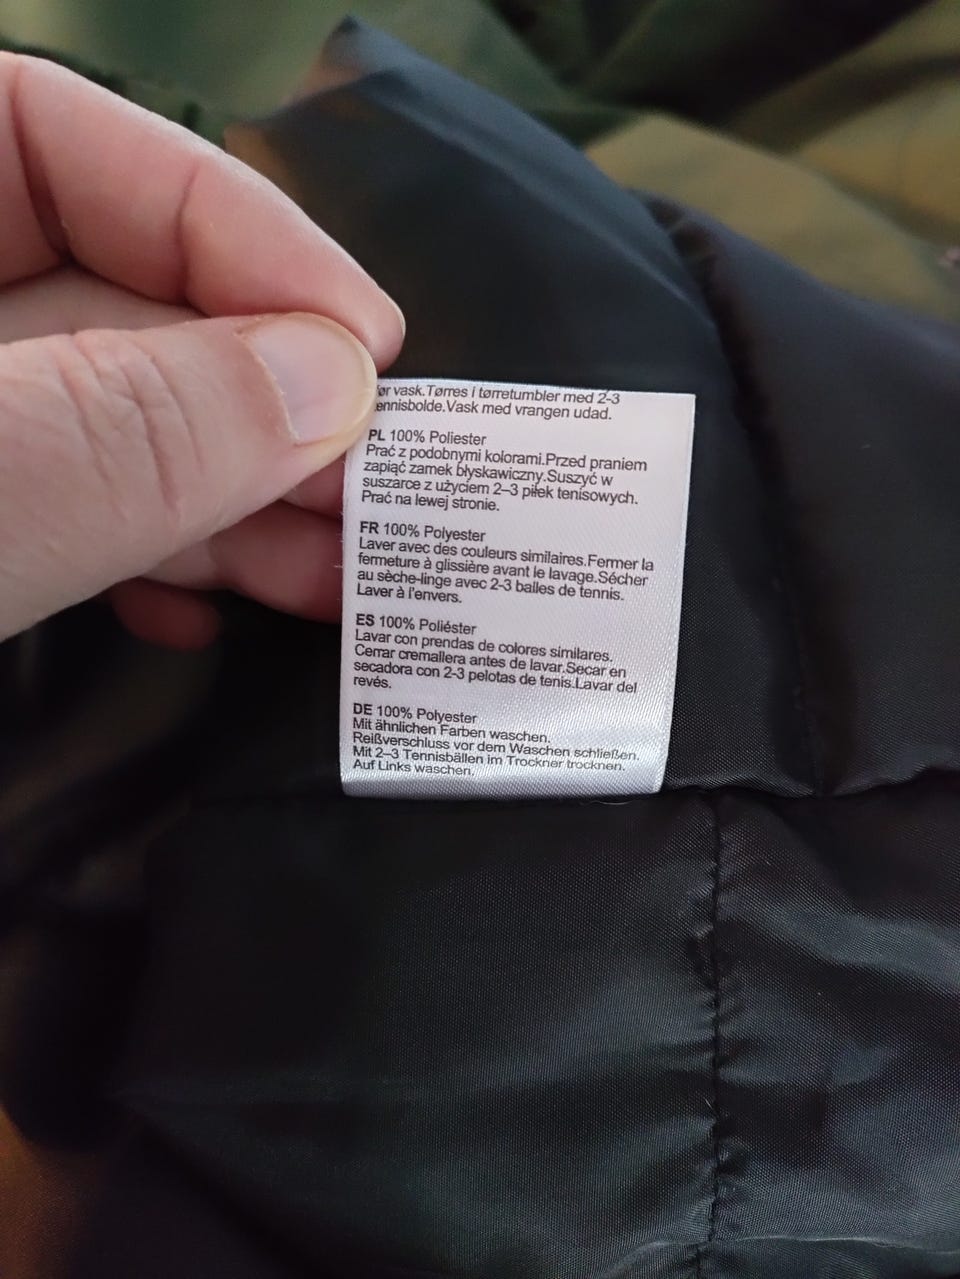 ør vask.Tørres i tørretumbler med 2-3
ennisbolde.Vask med vrangen udad.
PL 100% Poliester
Prać z podobnymi kolorami.Przed praniem
zapiąć zamek błyskawiczny.Suszyć w
suszarce z użyciem 2–3 piłek tenisowych.
Prać na lewej stronie.
FR 100% Polyester
Laver avec des couleurs similaires.Fermer la
fermeture à glissière avant le lavage.Sécher
au sèche-linge avec 2-3 balles de tennis.
Laver à l'envers.
ES 100% Poliéster
Lavar con prendas de colores similares.
Cerrar cremallera antes de lavar.Secar en
secadora con 2-3 pelotas de tenis.Lavar del
revés.
DE 100% Polyester
Mit ähnlichen Farben waschen.
Reißverschluss vor dem Waschen schließen.
Mit 2–3 Tennisbällen im Trockner trocknen.
Auf Links waschen.